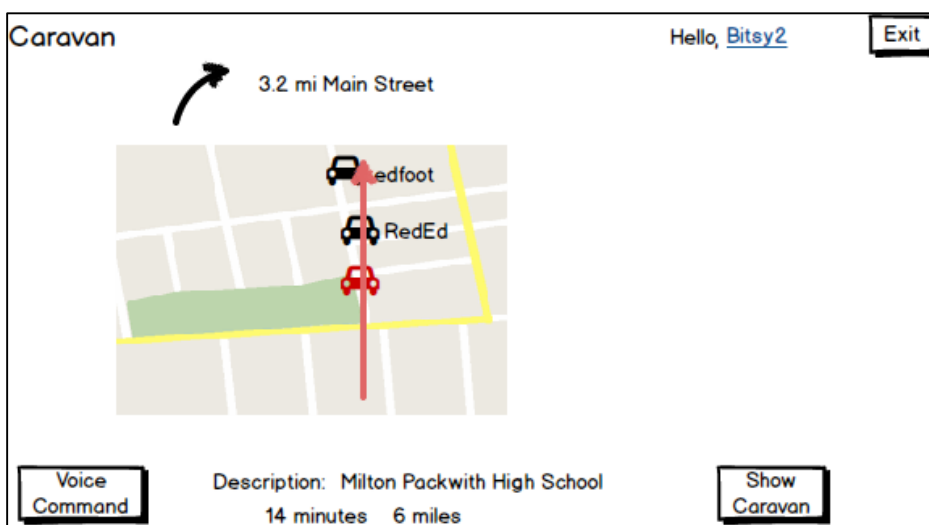 Caravan
Hello, Bitsy2
Exit
3.2 mi Main Street
edfoot
RedEd
Voice
Command
Description: Milton Packwith High School
14 minutes 6 miles
Show
Caravan